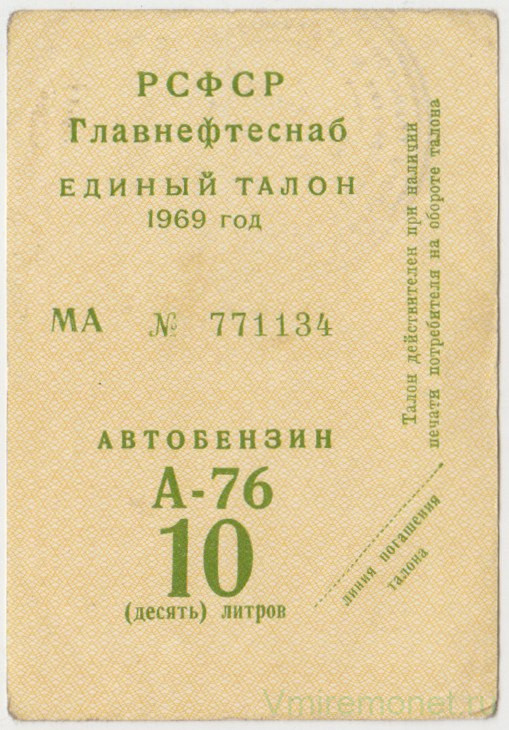 РСФСР
Главнефтеснаб
ЕДИНЫЙ ТАЛОН
1969 год
МА № 771134
АВТОБЕНЗИН
А-76
10
(десять) литров
Талон действителен при наличии
печати потребителя на обороте талона
линия погашения
талона
Vmiremonet.ru